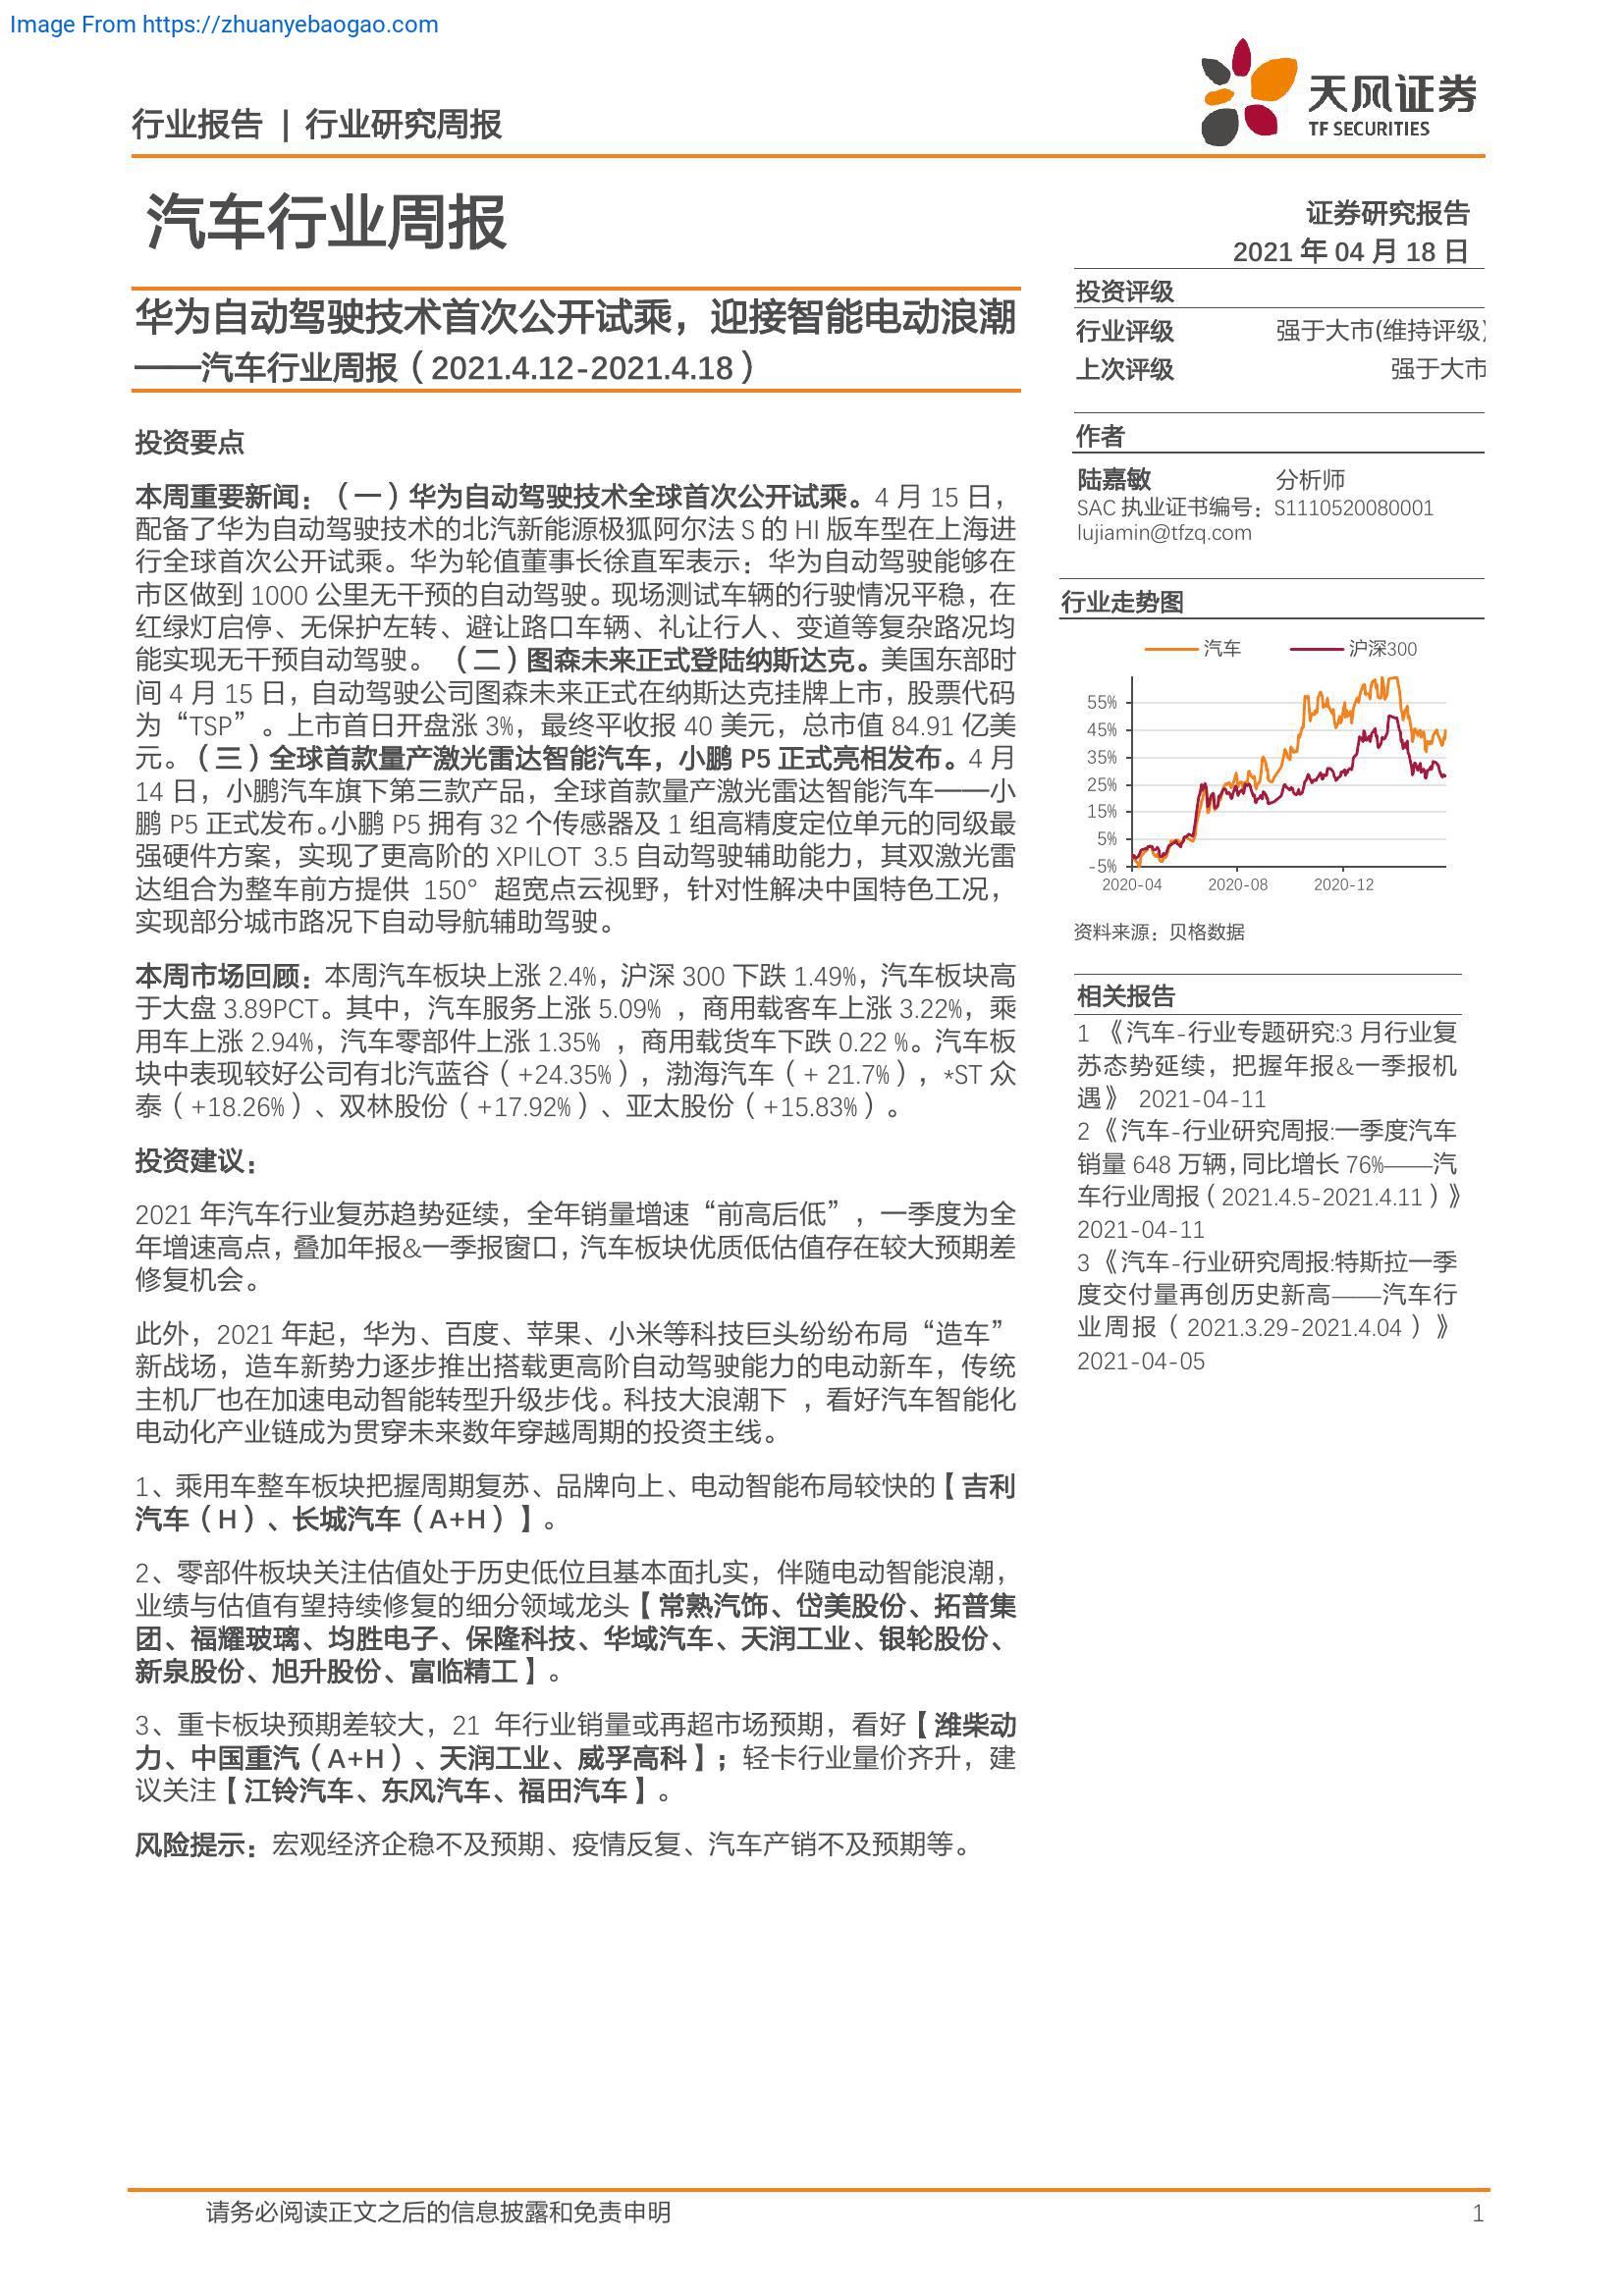 Image From https://zhuanyebaogao.com
行业报告 | 行业研究周报
天风证券
TF SECURITIES
汽车行业周报
证券研究报告
2021 年 04 月 18 日
华为自动驾驶技术首次公开试乘，迎接智能电动浪潮
——汽车行业周报（2021.4.12-2021.4.18）
投资要点
本周重要新闻：（一）华为自动驾驶技术全球首次公开试乘。4 月 15 日，
配备了华为自动驾驶技术的北汽新能源极狐阿尔法 S 的 HI 版车型在上海进
行全球首次公开试乘。华为轮值董事长徐直军表示：华为自动驾驶能够在
市区做到 1000 公里无干预的自动驾驶。现场测试车辆的行驶情况平稳，在
红绿灯启停、无保护左转、避让路口车辆、礼让行人、变道等复杂路况均
能实现无干预自动驾驶。（二）图森未来正式登陆纳斯达克。美国东部时
间 4 月 15 日，自动驾驶公司图森未来正式在纳斯达克挂牌上市，股票代码
为“TSP”。上市首日开盘涨 3%，最终平收报 40 美元，总市值 84.91 亿美
元。（三）全球首款量产激光雷达智能汽车，小鹏 P5 正式亮相发布。4 月
14 日，小鹏汽车旗下第三款产品，全球首款量产激光雷达智能汽车——小
鹏 P5 正式发布。小鹏 P5 拥有 32 个传感器及 1 组高精度定位单元的同级最
强硬件方案，实现了更高阶的 XPILOT 3.5 自动驾驶辅助能力，其双激光雷
达组合为整车前方提供 150° 超宽点云视野，针对性解决中国特色工况，
实现部分城市路况下自动导航辅助驾驶。
本周市场回顾：本周汽车板块上涨 2.4%，沪深 300 下跌 1.49%，汽车板块高
于大盘 3.89PCT。其中，汽车服务上涨 5.09% ，商用载客车上涨 3.22%，乘
用车上涨 2.94%，汽车零部件上涨 1.35% ，商用载货车下跌 0.22 %。汽车板
块中表现较好公司有北汽蓝谷（+24.35%），渤海汽车（+ 21.7%），*ST 众
泰（+18.26%）、双林股份（+17.92%）、亚太股份（+15.83%）。
投资建议：
2021 年汽车行业复苏趋势延续，全年销量增速“前高后低”，一季度为全
年增速高点，叠加年报&一季报窗口，汽车板块优质低估值存在较大预期差
修复机会。
此外，2021 年起，华为、百度、苹果、小米等科技巨头纷纷布局“造车”
新战场，造车新势力逐步推出搭载更高阶自动驾驶能力的电动新车，传统
主机厂也在加速电动智能转型升级步伐。科技大浪潮下 ，看好汽车智能化
电动化产业链成为贯穿未来数年穿越周期的投资主线。
1、乘用车整车板块把握周期复苏、品牌向上、电动智能布局较快的【吉利
汽车（H）、长城汽车（A+H）】。
2、零部件板块关注估值处于历史低位且基本面扎实，伴随电动智能浪潮，
业绩与估值有望持续修复的细分领域龙头【常熟汽饰、岱美股份、拓普集
团、福耀玻璃、均胜电子、保隆科技、华域汽车、天润工业、银轮股份、
新泉股份、旭升股份、富临精工】。
3、重卡板块预期差较大，21 年行业销量或再超市场预期，看好【潍柴动
力、中国重汽（A+H）、天润工业、威孚高科】；轻卡行业量价齐升，建
议关注【江铃汽车、东风汽车、福田汽车】。
风险提示：宏观经济企稳不及预期、疫情反复、汽车产销不及预期等。
投资评级
行业评级 强于大市(维持评级)
上次评级 强于大市
作者
陆嘉敏 分析师
SAC 执业证书编号：S1110520080001
lujiamin@tfzq.com
行业走势图
汽车 沪深300
55%
45%
35%
25%
15%
5%
-5%
2020-04 2020-08 2020-12
资料来源：贝格数据
相关报告
1 《汽车-行业专题研究:3 月行业复
苏态势延续，把握年报&一季报机
遇》 2021-04-11
2 《汽车-行业研究周报:一季度汽车
销量 648 万辆,同比增长 76%——汽
车行业周报（2021.4.5-2021.4.11）》
2021-04-11
3 《汽车-行业研究周报:特斯拉一季
度交付量再创历史新高——汽车行
业周报（2021.3.29-2021.4.04）》
2021-04-05
请务必阅读正文之后的信息披露和免责申明
1